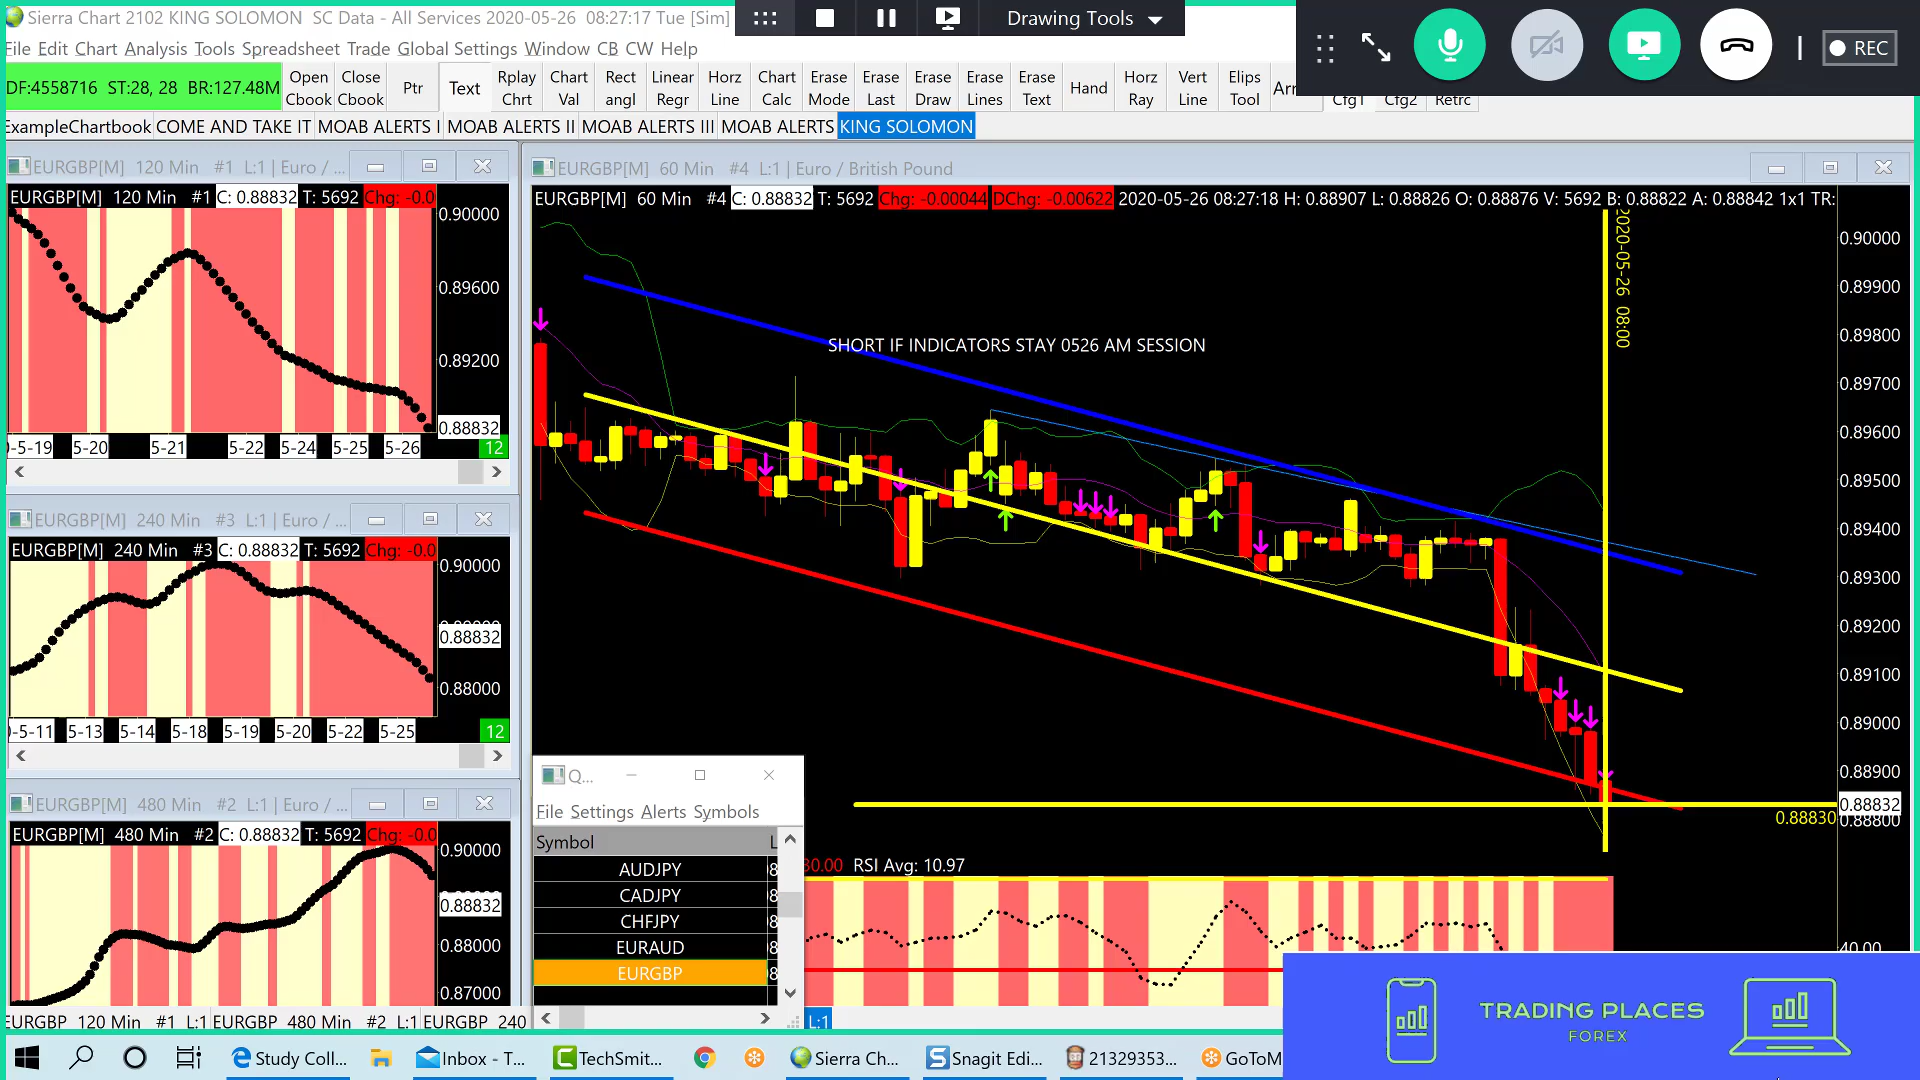 Sierra Chart 2102 KING SOLOMON SC Data - All Services 2020-05-26 08:27:17 Tue [Sim]
Drawing Tools
REC
File Edit Chart Analysis Tools Spreadsheet Trade Global Settings Window CB CW Help
DF:4558716 ST:28, 28 BR:127.48M
Open Cbook
Close Cbook
Ptr
Text
Rplay Chrt
Chart Val
Rect angl
Linear Regr
Horz Line
Chart Calc
Erase Mode
Erase Last
Erase Draw
Erase Lines
Erase Text
Hand
Horz Ray
Vert Line
Elips Tool
Cfg1
Cfg2
Retrc
ExampleChartbook COME AND TAKE IT MOAB ALERTS I MOAB ALERTS II MOAB ALERTS III MOAB ALERTS KING SOLOMON
EURGBP[M] 120 Min #1 L:1 | Euro / ...
EURGBP[M] 120 Min #1 C: 0.88832 T: 5692 Chg: -0.0
0.90000
0.89600
0.89200
0.88832
0-5-19 5-20 5-21 5-22 5-24 5-25 5-26 12
EURGBP[M] 240 Min #3 L:1 | Euro / ...
EURGBP[M] 240 Min #3 C: 0.88832 T: 5692 Chg: -0.0
0.90000
0.88832
0.88000
0-5-11 5-13 5-14 5-18 5-19 5-20 5-22 5-25 12
EURGBP[M] 480 Min #2 L:1 | Euro / ...
EURGBP[M] 480 Min #2 C: 0.88832 T: 5692 Chg: -0.0
0.90000
0.88832
0.88000
0.87000
EURGBP 120 Min #1 L:1 EURGBP 480 Min #2 L:1 EURGBP 240
EURGBP[M] 60 Min #4 L:1 | Euro / British Pound
EURGBP[M] 60 Min #4 C: 0.88832 T: 5692 Chg: -0.00044 DChg: -0.00622 2020-05-26 08:27:18 H: 0.88907 L: 0.88826 O: 0.88876 V: 5692 B: 0.88822 A: 0.88842 1x1 TR:
2020-05-26 08:00
SHORT IF INDICATORS STAY 0526 AM SESSION
0.90000
0.89900
0.89800
0.89700
0.89600
0.89500
0.89400
0.89300
0.89200
0.89100
0.89000
0.88900
0.88832
0.88830
0.88800
Q...
File Settings Alerts Symbols
Symbol L
AUDJPY
CADJPY
CHFJPY
EURAUD
EURGBP
30.00 RSI Avg: 10.97
40.00
L:1
TRADING PLACES
FOREX
Study Coll...
Inbox - T...
TechSmit...
Sierra Ch...
Snagit Edi...
21329353...
GoToM